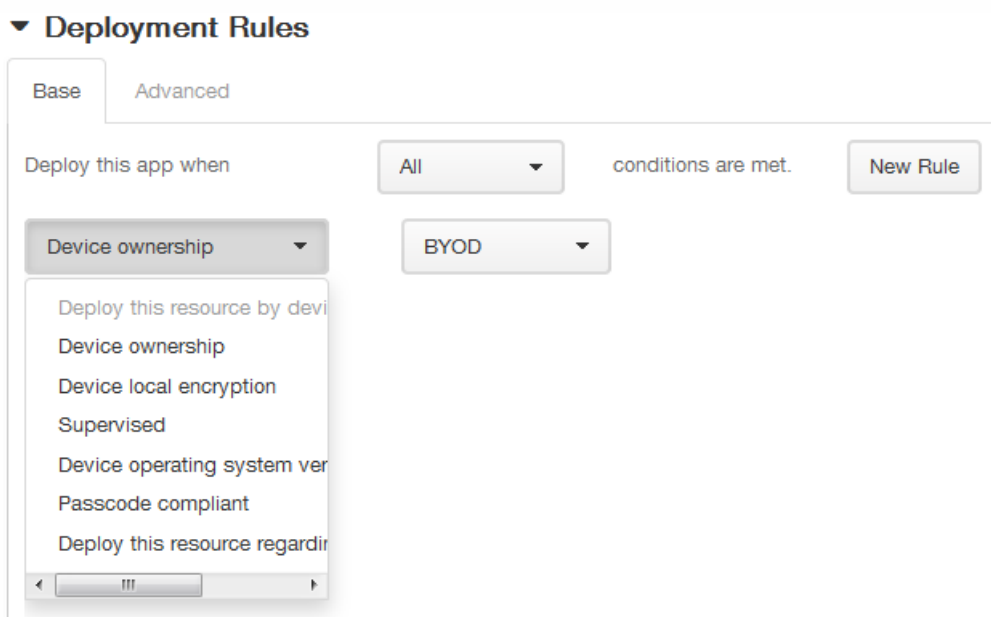 Deployment Rules
Base Advanced
Deploy this app when All conditions are met. New Rule
Device ownership BYOD
Deploy this resource by devi
Device ownership
Device local encryption
Supervised
Device operating system ver
Passcode compliant
Deploy this resource regardin